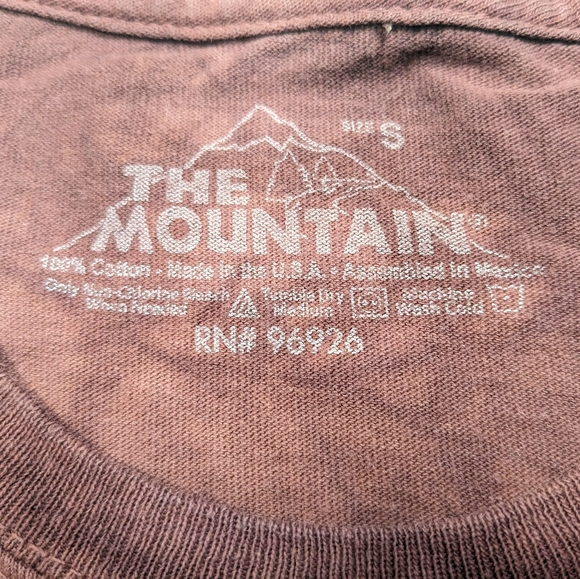 SIZE S
THE
MOUNTAIN®
100% Cotton • Made in the U.S.A. • Assembled in Mexico
Only Non-Chlorine Bleach When Needed
Tumble Dry Medium
Machine Wash Cold
RN# 96926